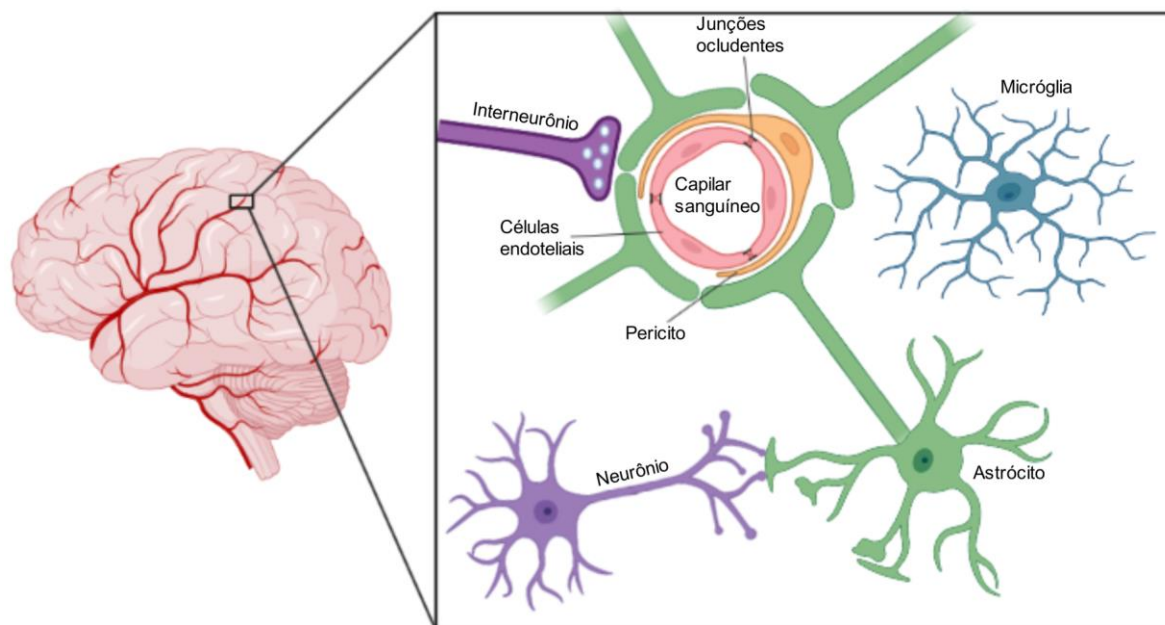 Junções
ocludentes
Micróglia
Interneurônio
Capilar
sanguíneo
Células
endoteliais
Pericito
Neurônio
Astrócito